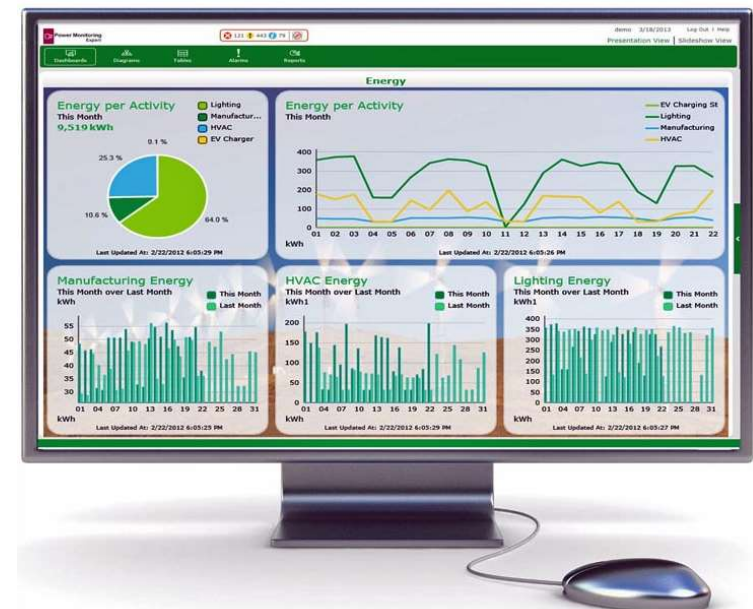 Power Monitoring
Expert
121 443 79
demo 3/18/2013 Log Out | Help
Presentation View | Slideshow View
Dashboards Diagrams Tables Alarms Reports
Energy
Energy per Activity
This Month
9,519 kWh
Lighting
Manufactur...
HVAC
EV Charger
0.1 %
25.3 %
10.6 %
64.0 %
Last Updated At: 2/22/2012 6:05:29 PM
Energy per Activity
This Month
EV Charging St
Lighting
Manufacturing
HVAC
400
300
200
100
0
01 02 03 04 05 06 07 08 09 10 11 12 13 14 15 16 17 18 19 20 21 22
kWh
Last Updated At: 2/22/2012 6:05:26 PM
Manufacturing Energy
This Month over Last Month
kWh
This Month
Last Month
55
50
45
40
35
30
01 04 07 10 13 16 19 22 25 28 31
kWh
Last Updated At: 2/22/2012 6:05:25 PM
HVAC Energy
This Month over Last Month
kWh1
This Month
Last Month
200
150
100
50
0
01 04 07 10 13 16 19 22 25 28 31
kWh
Last Updated At: 2/22/2012 6:05:29 PM
Lighting Energy
This Month over Last Month
kWh1
This Month
Last Month
400
350
300
250
200
150
100
50
0
01 04 07 10 13 16 19 22 25 28 31
kWh
Last Updated At: 2/22/2012 6:05:27 PM